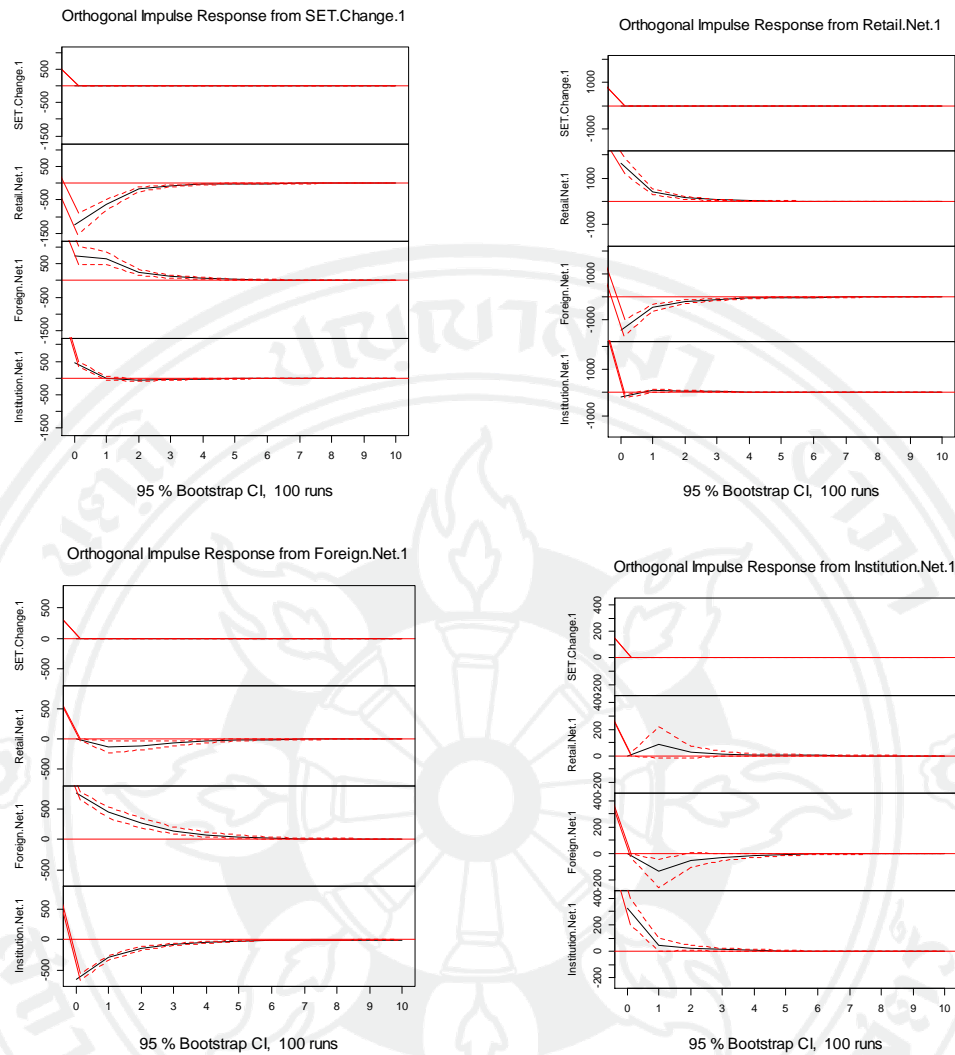 Orthogonal Impulse Response from SET.Change.1
SET.Change.1
500
-500
-1500
Retail.Net.1
500
-500
-1500
Foreign.Net.1
500
-500
-1500
Institution.Net.1
500
-500
-1500
0 1 2 3 4 5 6 7 8 9 10
95 % Bootstrap CI, 100 runs
Orthogonal Impulse Response from Retail.Net.1
SET.Change.1
1000
-1000
Retail.Net.1
1000
-1000
Foreign.Net.1
1000
-1000
Institution.Net.1
1000
-1000
0 1 2 3 4 5 6 7 8 9 10
95 % Bootstrap CI, 100 runs
Orthogonal Impulse Response from Foreign.Net.1
SET.Change.1
500
0
-500
Retail.Net.1
500
0
-500
Foreign.Net.1
500
0
-500
Institution.Net.1
500
0
-500
0 1 2 3 4 5 6 7 8 9 10
95 % Bootstrap CI, 100 runs
Orthogonal Impulse Response from Institution.Net.1
SET.Change.1
400
200
0
Retail.Net.1
200
0
Foreign.Net.1
400
200
0
Institution.Net.1
400
200
0
-200
0 1 2 3 4 5 6 7 8 9 10
95 % Bootstrap CI, 100 runs